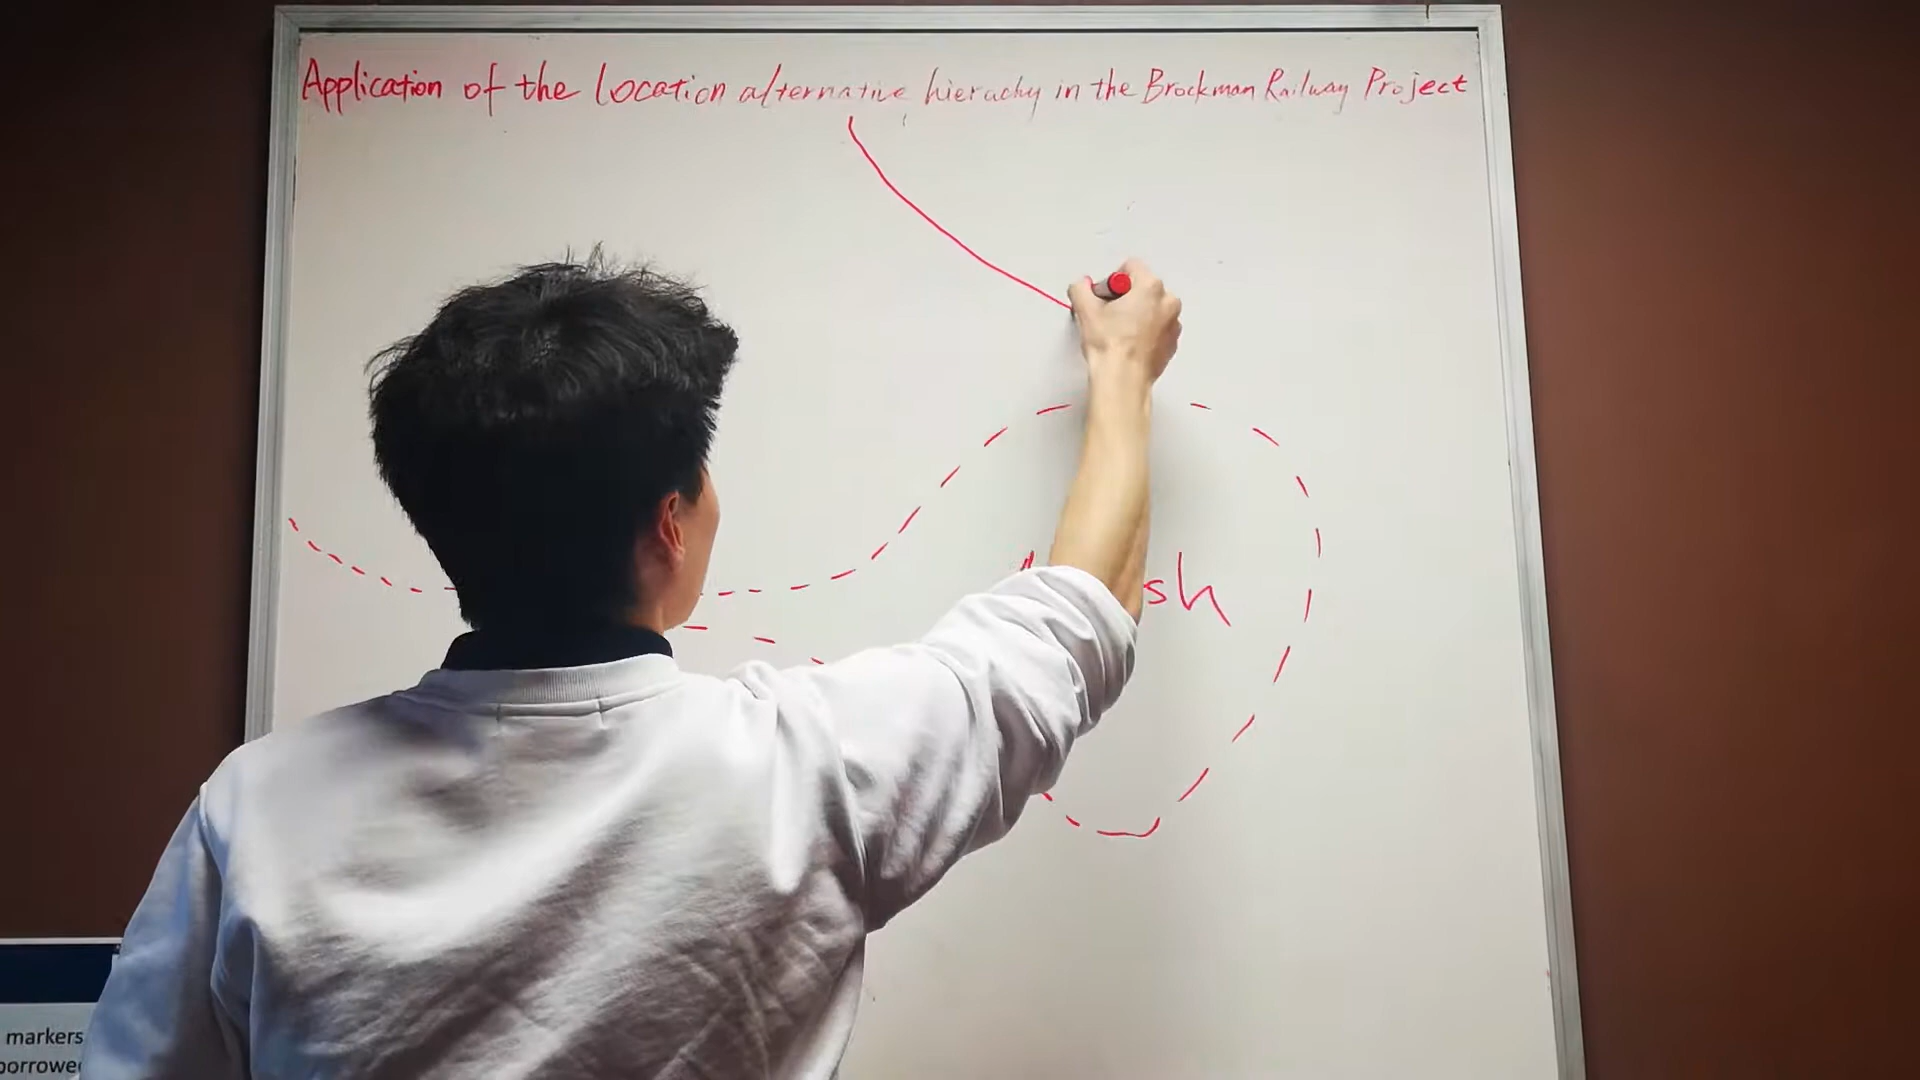 Application of the Location alternative hierachy in the Brockman Railway Project
sh
markers
borrowe